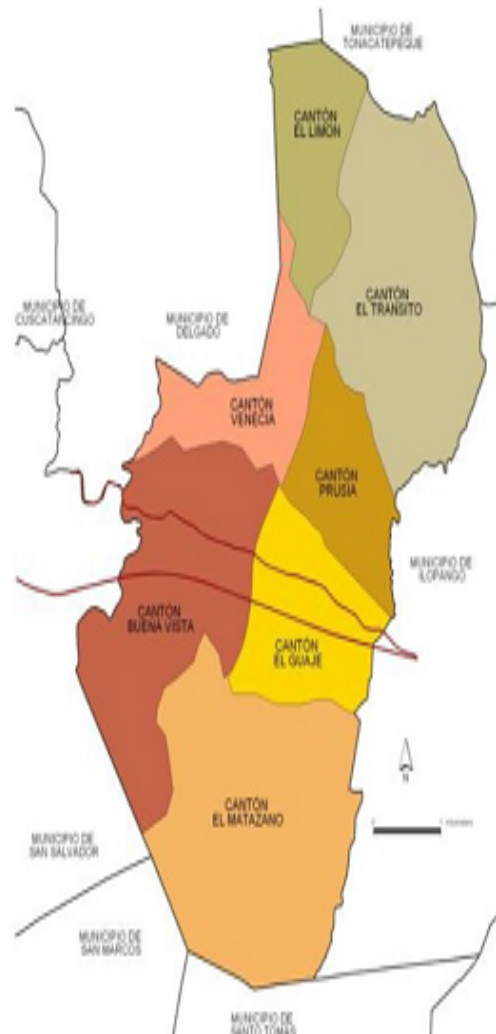 MUNICIPIO DE
TONACATEPEQUE
CANTÓN
EL LIMON
CANTÓN
EL TRANSITO
MUNICIPIO DE
CUSCATANCINGO
MUNICIPIO DE
DELGADO
CANTÓN
VENECIA
CANTÓN
PRUSIA
MUNICIPIO DE
ILOPANGO
CANTÓN
BUENA VISTA
CANTÓN
EL GUAJE
N
CANTÓN
EL MATAZANO
MUNICIPIO DE
SAN SALVADOR
MUNICIPIO DE
SAN MARCOS
MUNICIPIO DE
SANTO TOMAS